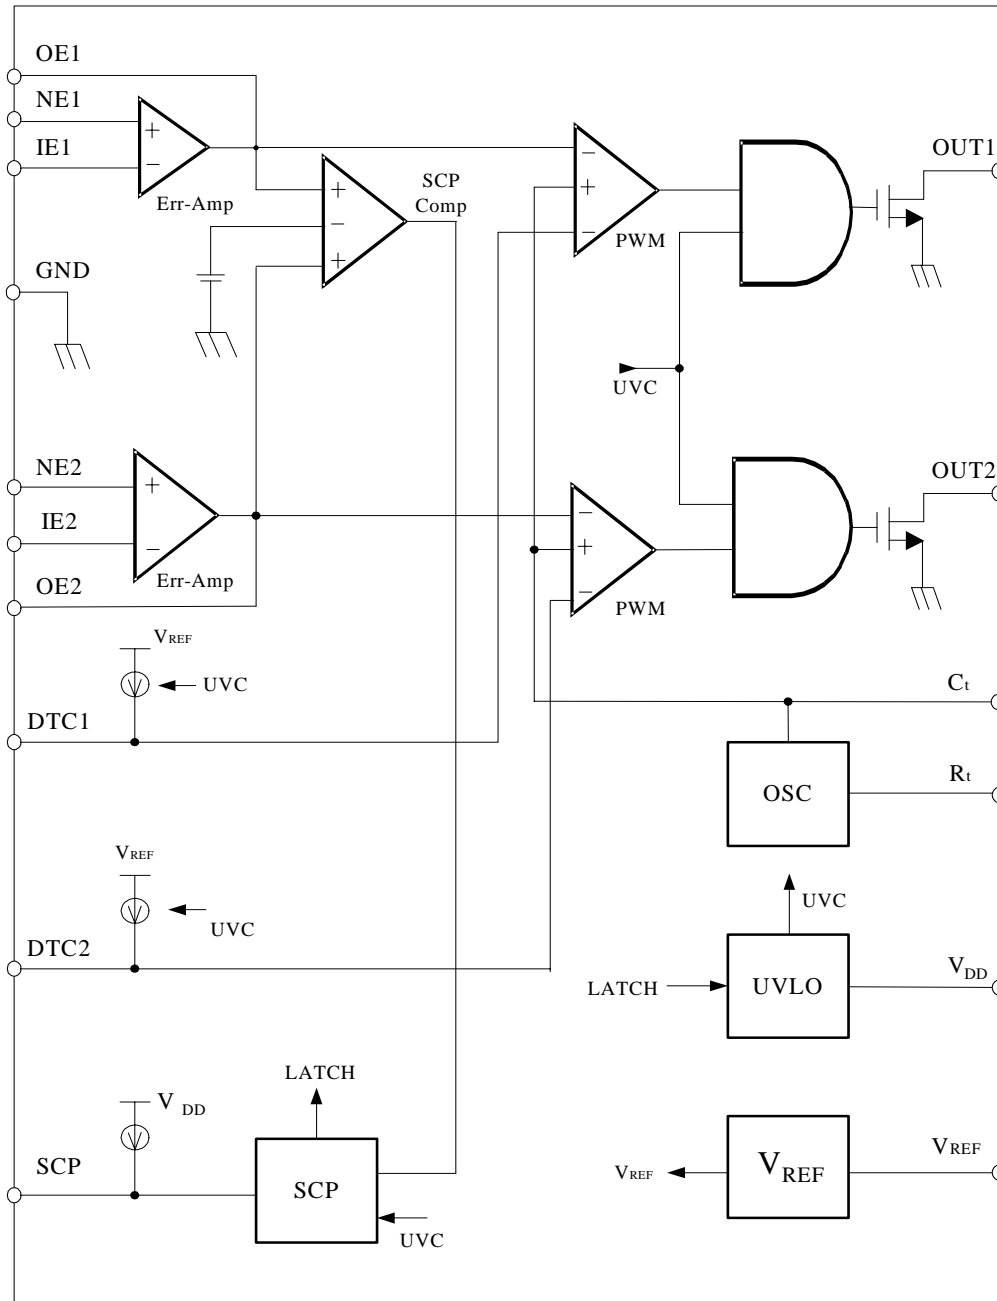 OE1
NE1
IE1
+
−
Err-Amp
SCP
Comp
+
−
+
−
+
−
PWM
OUT1
GND
UVC
NE2
IE2
OE2
+
−
Err-Amp
−
+
−
PWM
OUT2
VREF
UVC
DTC1
Ct
OSC
Rt
VREF
UVC
DTC2
UVC
LATCH
UVLO
VDD
LATCH
V DD
SCP
SCP
UVC
VREF
VREF
VREF